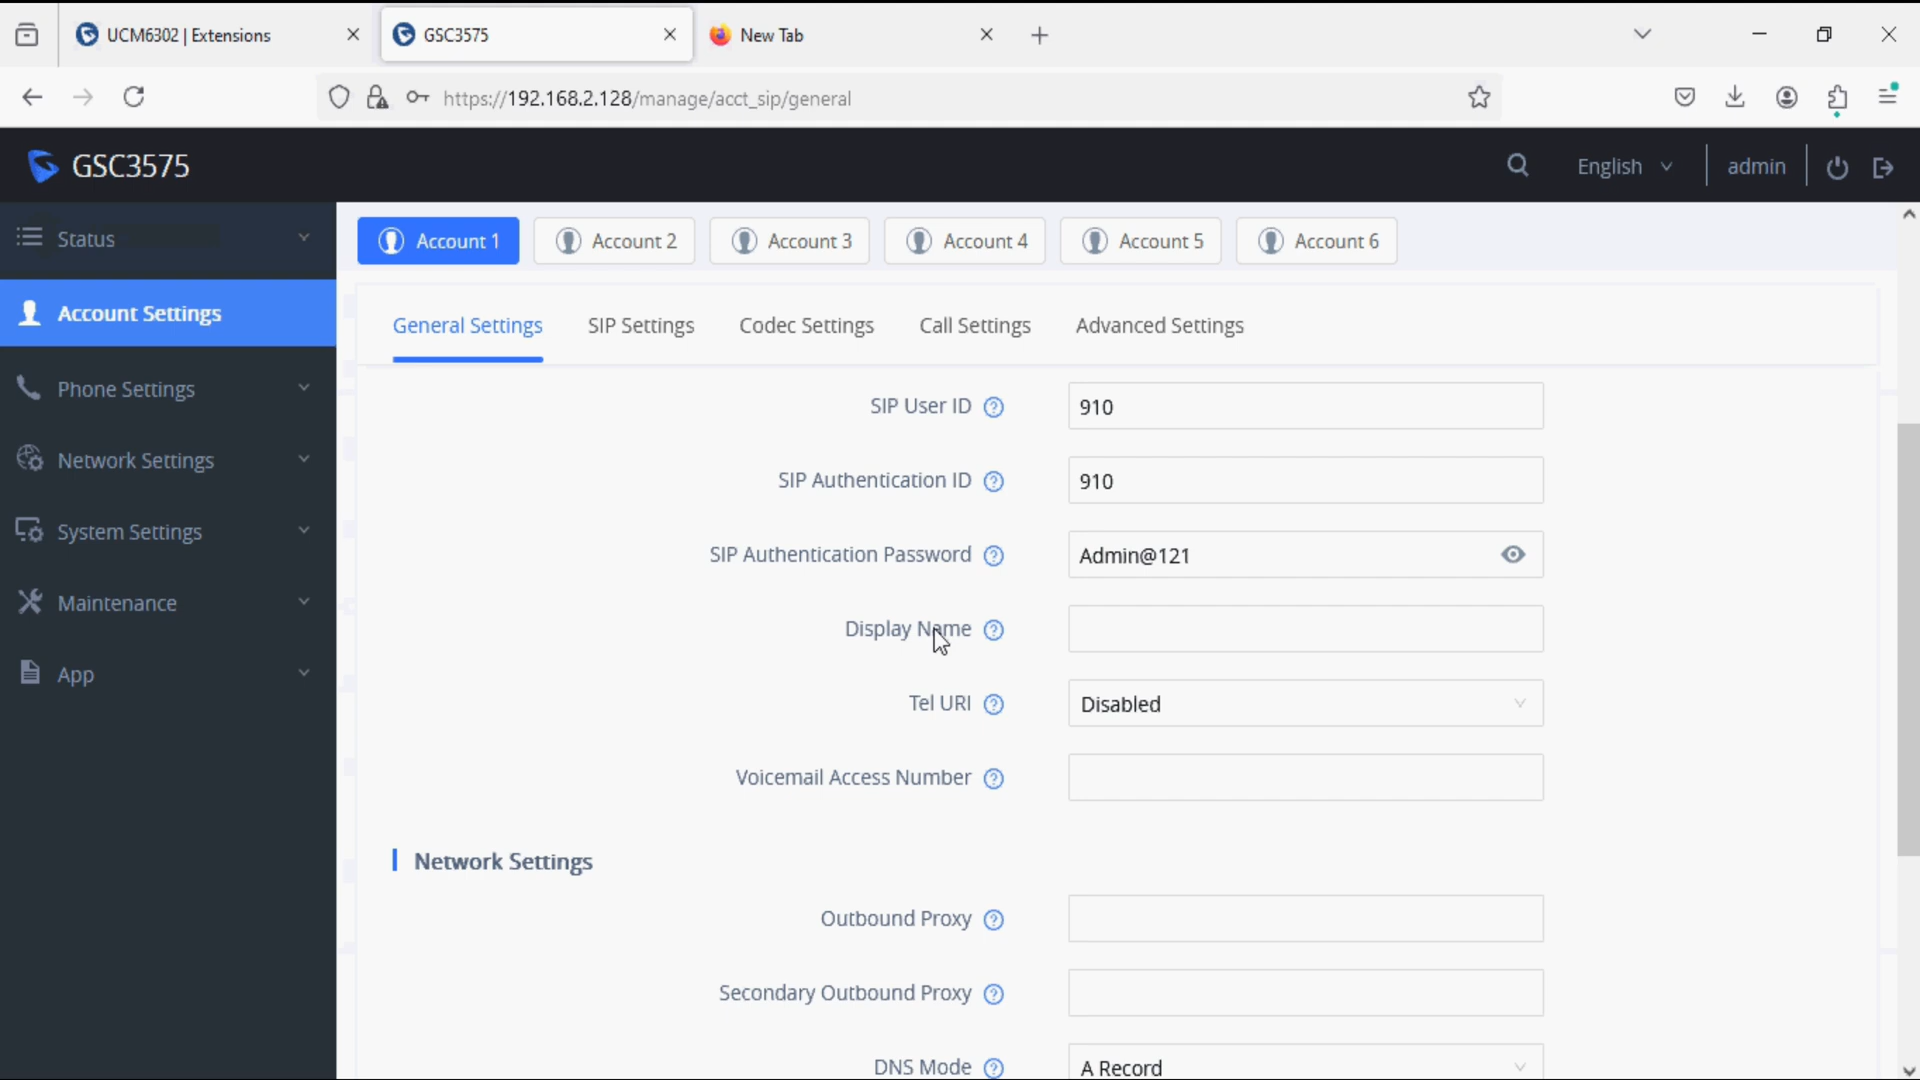 UCM6302 | Extensions
GSC3575
New Tab
https://192.168.2.128/manage/acct_sip/general
GSC3575
English
admin
Status
Account Settings
Phone Settings
Network Settings
System Settings
Maintenance
App
Account 1
Account 2
Account 3
Account 4
Account 5
Account 6
General Settings
SIP Settings
Codec Settings
Call Settings
Advanced Settings
SIP User ID ? 910
SIP Authentication ID ? 910
SIP Authentication Password ? Admin@121
Display Name ?
Tel URI ? Disabled
Voicemail Access Number ?
Network Settings
Outbound Proxy ?
Secondary Outbound Proxy ?
DNS Mode ? A Record